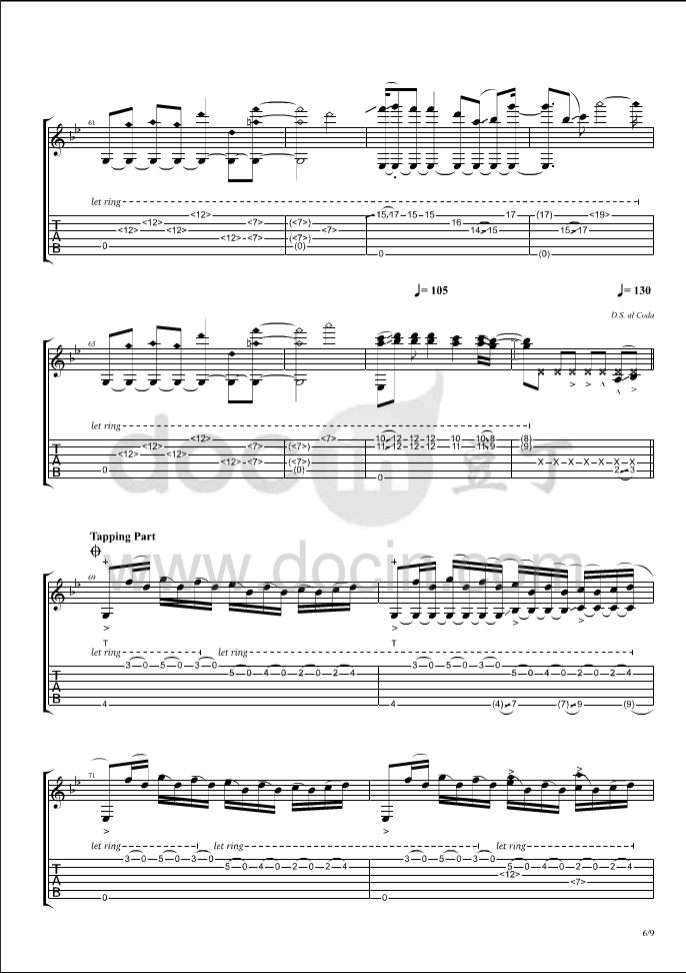 61
let ring
<12> <12> <12> <12> <12> <7> (<7>) <7> 15 17 15 15 16 14 15 17 (17) 15 17 <19>
T
A
B
0 (<7>) (0) 0 (0)
♩= 105 ♩= 130
D.S. al Coda
65
let ring
<12> <12> <12> <12> <12> <7> (<7>) <7> 10 12 12 12 10 10 8 (8)
11 12 12 12 11 11 9 (9)
T
A
B
0 (<7>) (0) 0 X X X X X X X 2 3
docin 豆丁
www.docin.com
Tapping Part
69
T T
let ring let ring
3 0 5 0 3 0 5 0 4 0 2 0 2 4 3 0 5 0 3 0 5 0 4 0 2 0 2 4
T
A
B
4 4 (4) 7 (7) 9 (9)
71
let ring let ring let ring let ring
3 0 5 0 3 0 5 0 4 0 2 0 2 4 3 0 5 0 3 0 5 0 4 0 2 0 2 4
T
A
B
<12> <7>
0 0
6/9